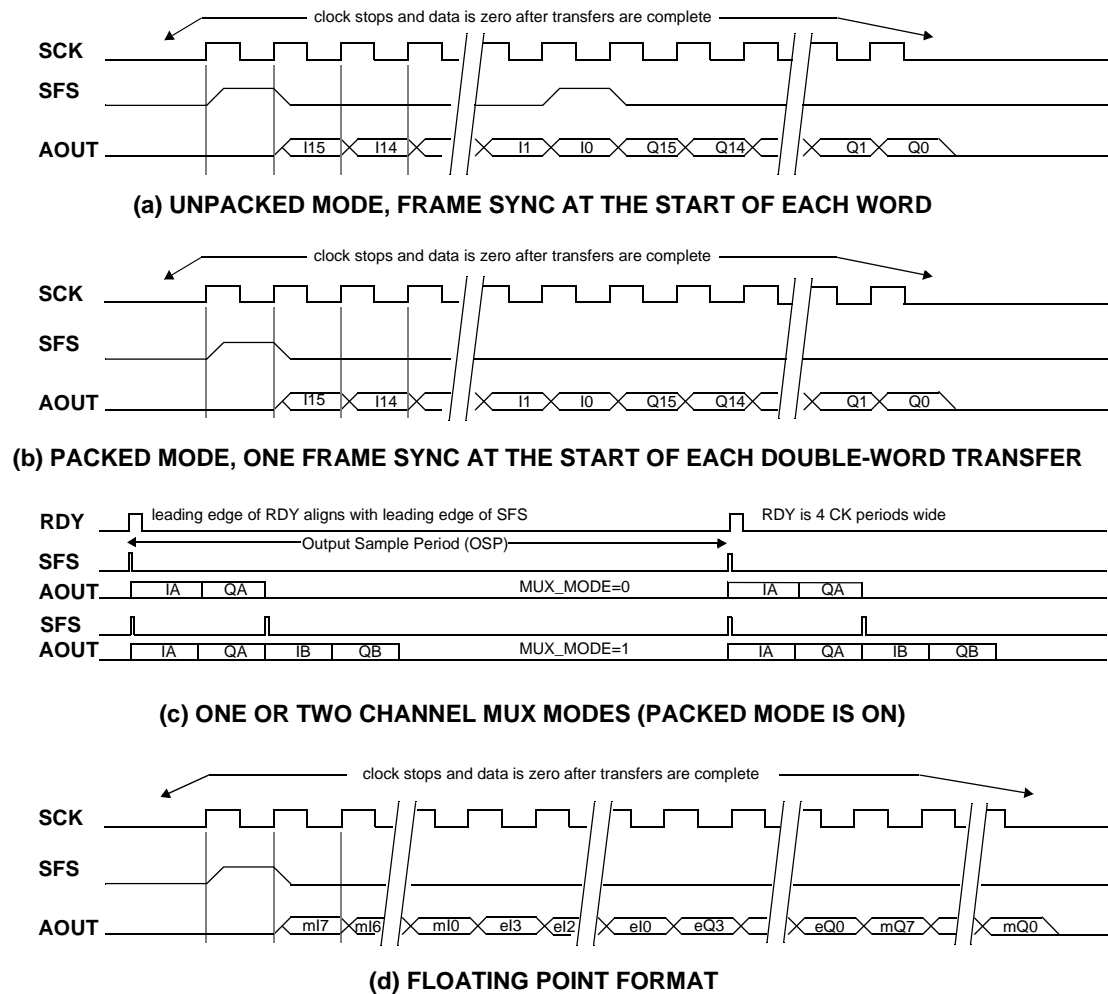 clock stops and data is zero after transfers are complete
SCK
SFS
AOUT I15 I14 I1 I0 Q15 Q14 Q1 Q0
(a) UNPACKED MODE, FRAME SYNC AT THE START OF EACH WORD
clock stops and data is zero after transfers are complete
SCK
SFS
AOUT I15 I14 I1 I0 Q15 Q14 Q1 Q0
(b) PACKED MODE, ONE FRAME SYNC AT THE START OF EACH DOUBLE-WORD TRANSFER
RDY leading edge of RDY aligns with leading edge of SFS RDY is 4 CK periods wide
Output Sample Period (OSP)
SFS
AOUT IA QA MUX_MODE=0 IA QA
SFS
AOUT IA QA IB QB MUX_MODE=1 IA QA IB QB
(c) ONE OR TWO CHANNEL MUX MODES (PACKED MODE IS ON)
clock stops and data is zero after transfers are complete
SCK
SFS
AOUT mI7 mI6 mI0 eI3 eI2 eI0 eQ3 eQ0 mQ7 mQ0
(d) FLOATING POINT FORMAT